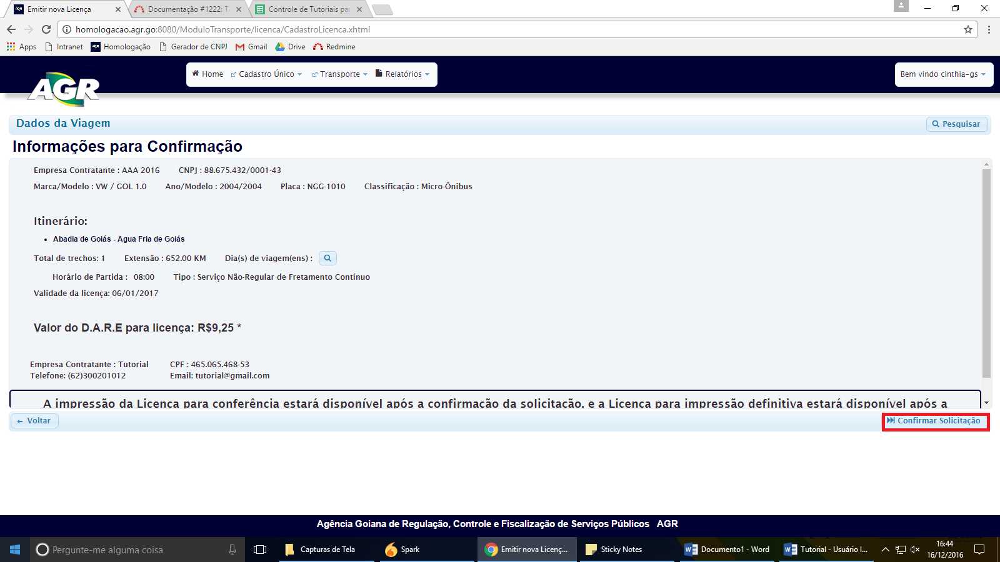 Emitir nova Licença
Documentação #1222: T
Controle de Tutoriais pa
homologacao.agr.go:8080/ModuloTransporte/licenca/CadastroLicenca.xhtml
Apps Intranet Homologação Gerador de CNPJ Gmail Drive Redmine
AGR
Home Cadastro Único Transporte Relatórios
Bem vindo cinthia-gs
Dados da Viagem
Pesquisar
Informações para Confirmação
Empresa Contratante : AAA 2016 CNPJ : 88.675.432/0001-43
Marca/Modelo : VW / GOL 1.0 Ano/Modelo : 2004/2004 Placa : NGG-1010 Classificação : Micro-Ônibus
Itinerário:
• Abadia de Goiás - Agua Fria de Goiás
Total de trechos: 1 Extensão : 652.00 KM Dia(s) de viagem(ens) :
Horário de Partida : 08:00 Tipo : Serviço Não-Regular de Fretamento Contínuo
Validade da licença: 06/01/2017
Valor do D.A.R.E para licença: R$9,25 *
Empresa Contratante : Tutorial CPF : 465.065.468-53
Telefone: (62)300201012 Email: tutorial@gmail.com
A impressão da Licença para conferência estará disponível após a confirmação da solicitação, e a Licença para impressão definitiva estará disponível após a
Voltar
Confirmar Solicitação
Agência Goiana de Regulação, Controle e Fiscalização de Serviços Públicos AGR
Pergunte-me alguma coisa
Capturas de Tela
Spark
Emitir nova Licenç...
Sticky Notes
Documento1 - Word
Tutorial - Usuário I...
16:44
16/12/2016